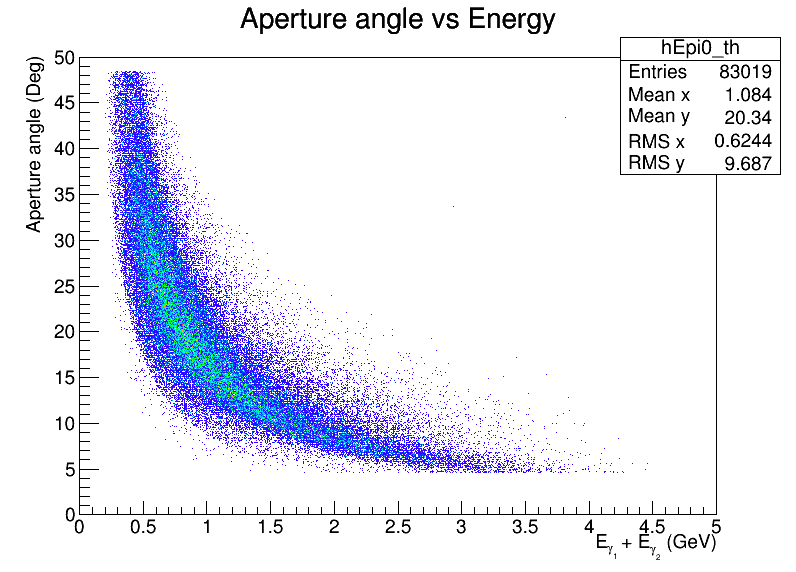 Aperture angle vs Energy
hEpi0_th
Entries 83019
Mean x 1.084
Mean y 20.34
RMS x 0.6244
RMS y 9.687
Aperture angle (Deg)
50
45
40
35
30
25
20
15
10
5
0
0 0.5 1 1.5 2 2.5 3 3.5 4 4.5 5
Eγ1 + Eγ2 (GeV)